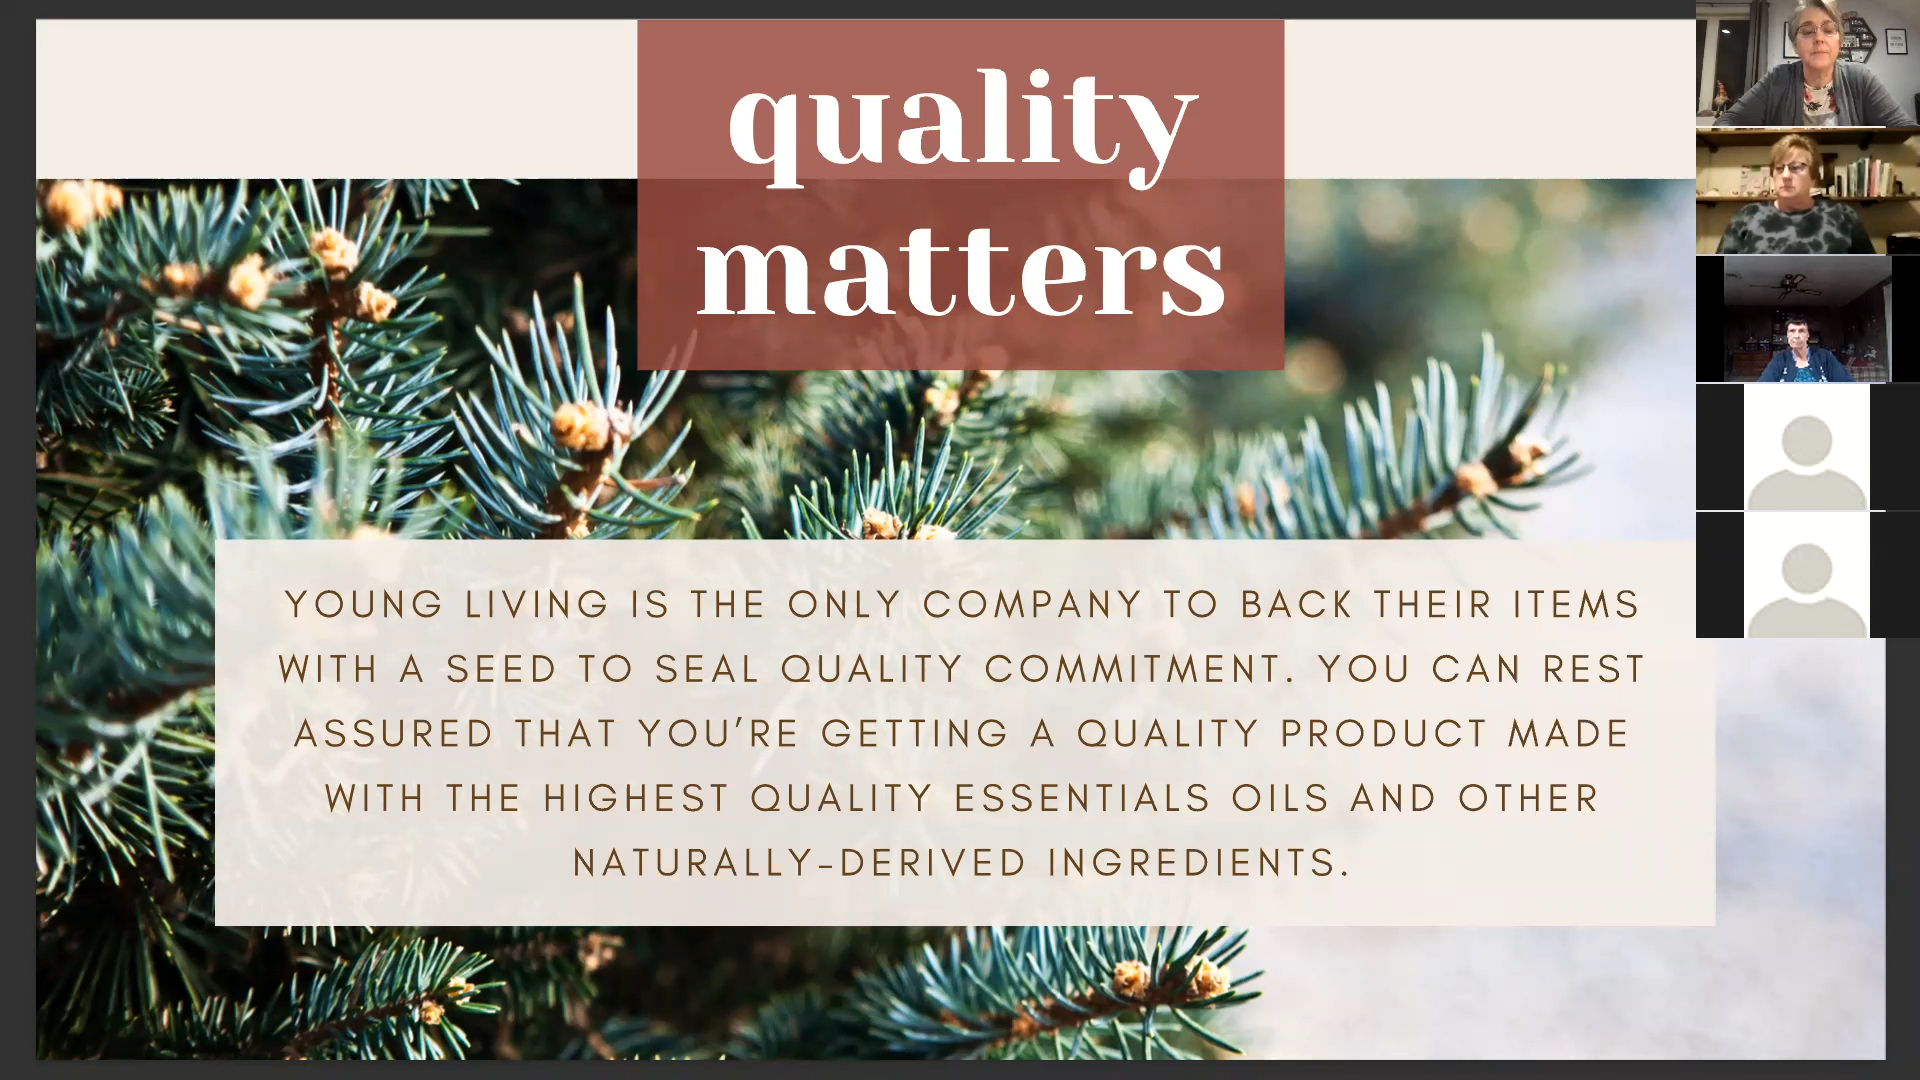 quality
matters
YOUNG LIVING IS THE ONLY COMPANY TO BACK THEIR ITEMS
WITH A SEED TO SEAL QUALITY COMMITMENT. YOU CAN REST
ASSURED THAT YOU'RE GETTING A QUALITY PRODUCT MADE
WITH THE HIGHEST QUALITY ESSENTIALS OILS AND OTHER
NATURALLY-DERIVED INGREDIENTS.